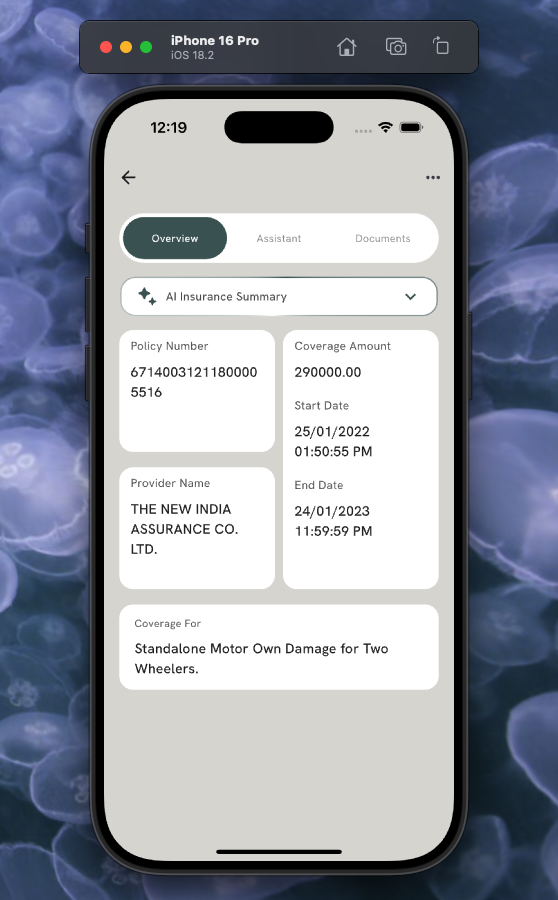 iPhone 16 Pro
iOS 18.2
12:19
Overview
Assistant
Documents
AI Insurance Summary
Policy Number
6714003121180000
5516
Coverage Amount
290000.00
Start Date
25/01/2022
01:50:55 PM
End Date
24/01/2023
11:59:59 PM
Provider Name
THE NEW INDIA
ASSURANCE CO.
LTD.
Coverage For
Standalone Motor Own Damage for Two
Wheelers.